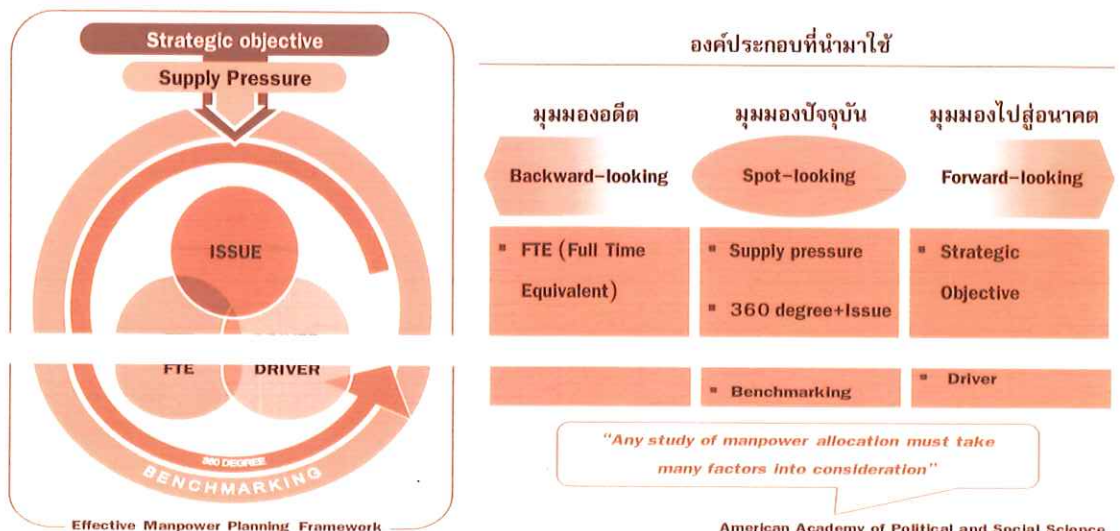 Strategic objective
Supply Pressure
ISSUE
FTE
DRIVER
360 DEGREE
BENCHMARKING
Effective Manpower Planning Framework
องค์ประกอบที่นำมาใช้
มุมมองอดีต
มุมมองปัจจุบัน
มุมมองไปสู่อนาคต
Backward-looking
Spot-looking
Forward-looking
▪ FTE (Full Time
Equivalent)
▪ Supply pressure
▪ 360 degree+Issue
▪ Strategic
Objective
▪ Benchmarking
▪ Driver
"Any study of manpower allocation must take
many factors into consideration"
American Academy of Political and Social Science